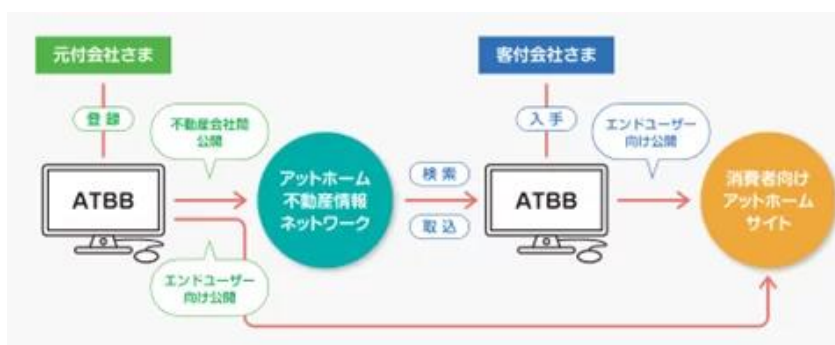 元付会社さま
客付会社さま
登録
不動産会社間
公開
入手
エンドユーザー
向け公開
ATBB
アットホーム
不動産情報
ネットワーク
検索
取込
ATBB
消費者向け
アットホーム
サイト
エンドユーザー
向け公開